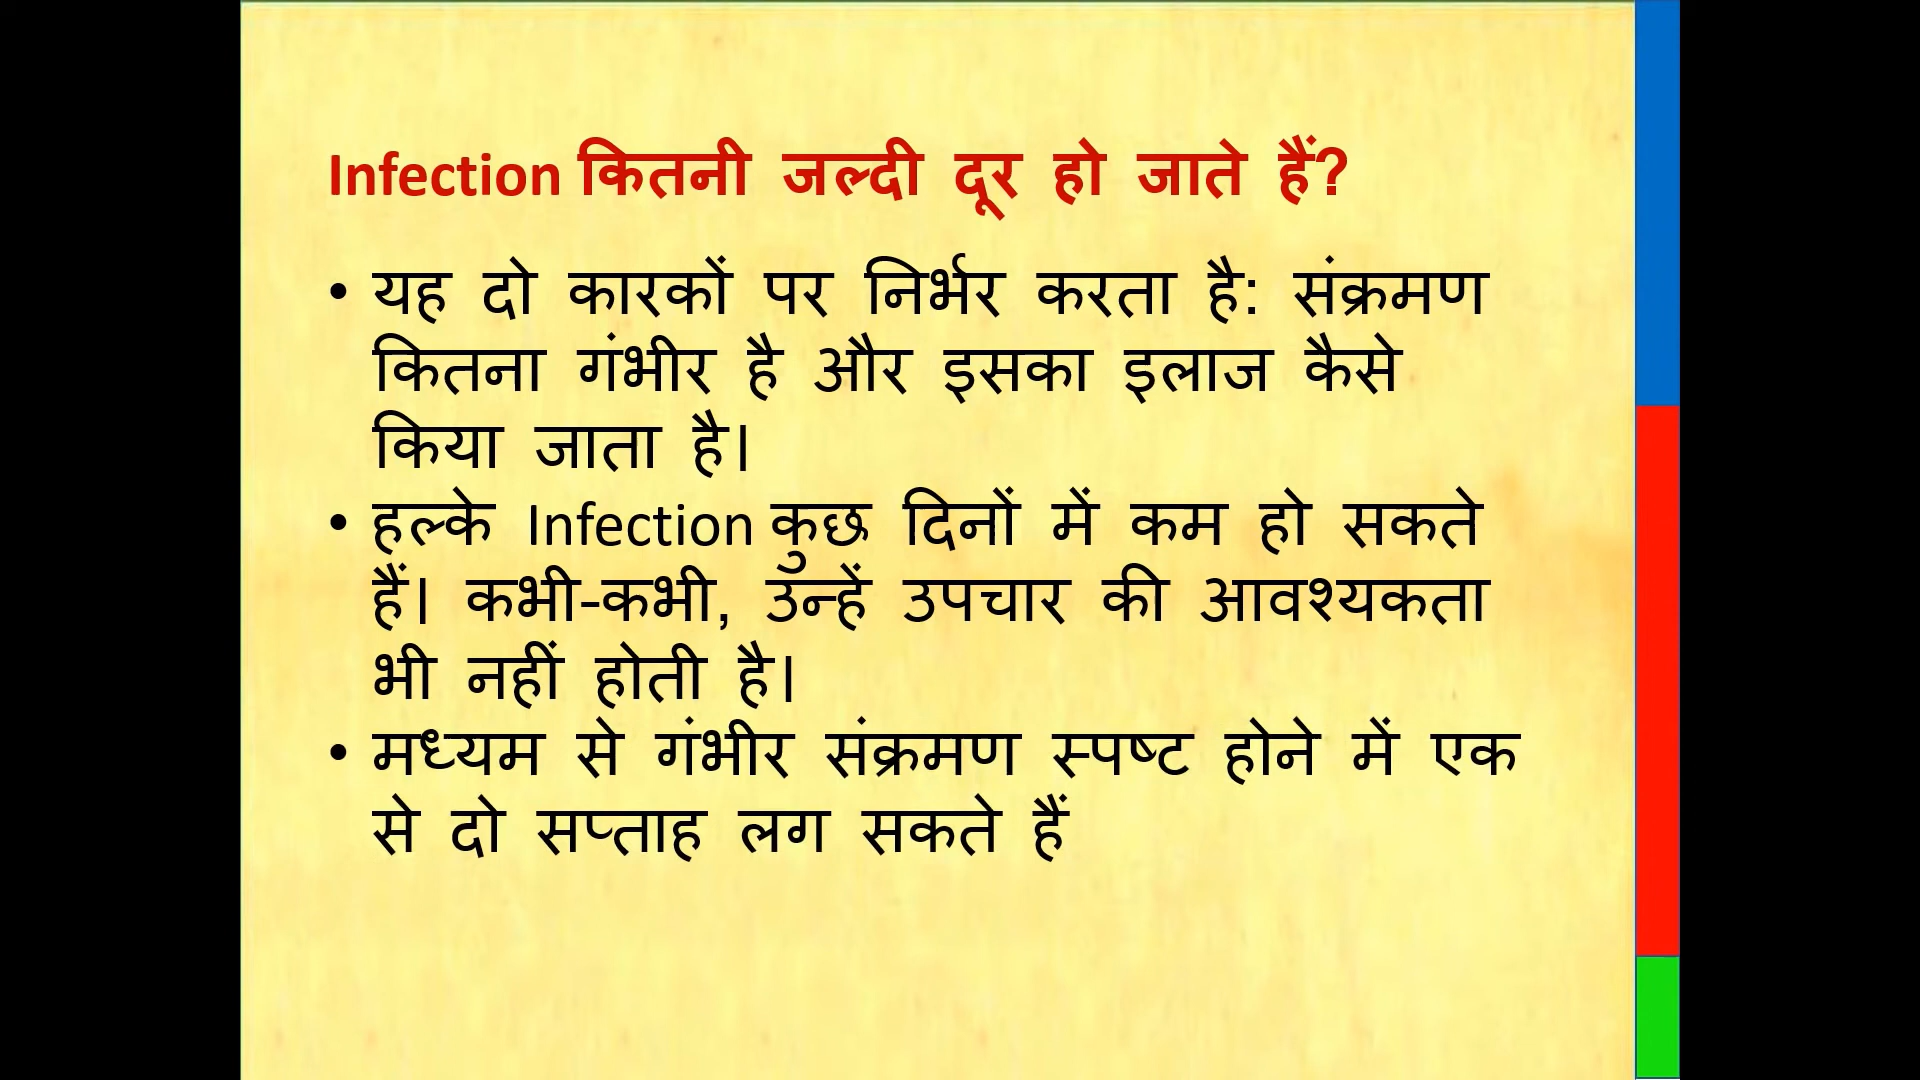 Infection कितनी जल्दी दूर हो जाते हैं?
• यह दो कारकों पर निर्भर करता है: संक्रमण
कितना गंभीर है और इसका इलाज कैसे
किया जाता है।
• हल्के Infection कुछ दिनों में कम हो सकते
हैं। कभी-कभी, उन्हें उपचार की आवश्यकता
भी नहीं होती है।
• मध्यम से गंभीर संक्रमण स्पष्ट होने में एक
से दो सप्ताह लग सकते हैं